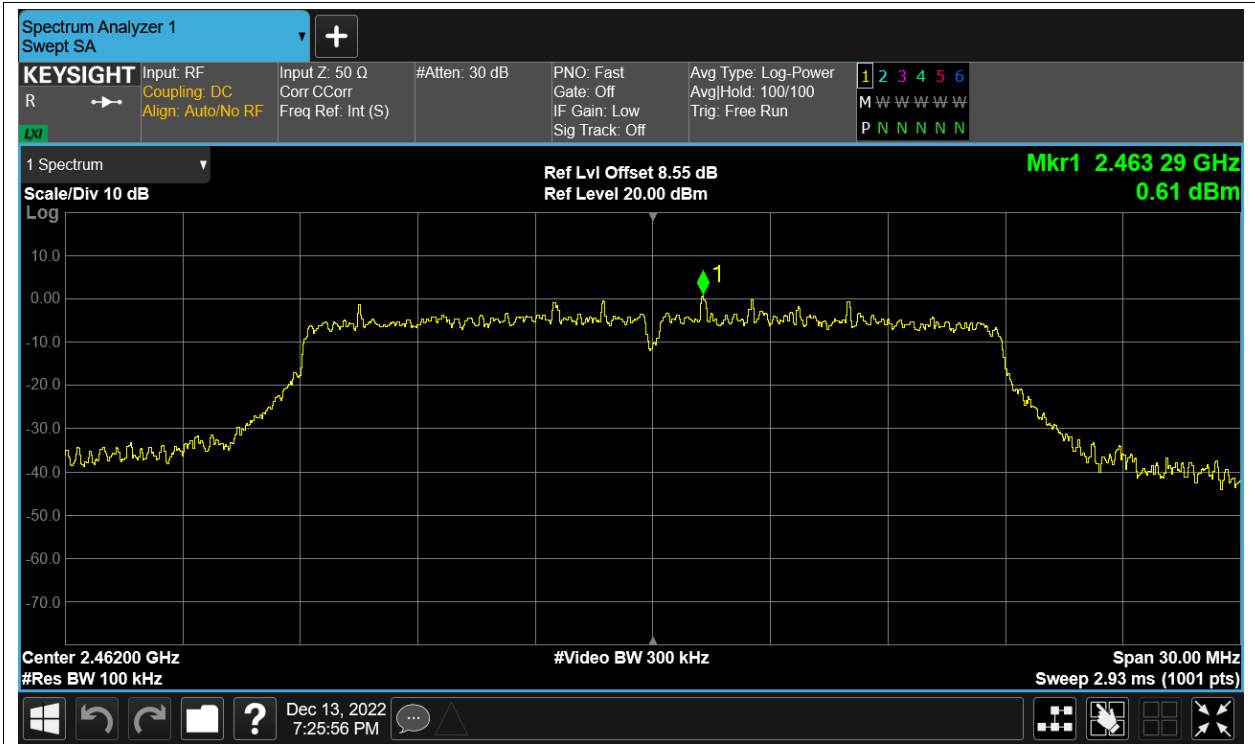 Spectrum Analyzer 1
Swept SA
+
KEYSIGHT
R
LXI
Input: RF
Coupling: DC
Align: Auto/No RF
Input Z: 50 Ω
Corr CCorr
Freq Ref: Int (S)
#Atten: 30 dB
PNO: Fast
Gate: Off
IF Gain: Low
Sig Track: Off
Avg Type: Log-Power
Avg|Hold: 100/100
Trig: Free Run
1 2 3 4 5 6
M W W W W W W
P N N N N N N
1 Spectrum
Scale/Div 10 dB
Log
Ref Lvl Offset 8.55 dB
Ref Level 20.00 dBm
Mkr1 2.463 29 GHz
0.61 dBm
1
10.0
0.00
-10.0
-20.0
-30.0
-40.0
-50.0
-60.0
-70.0
Center 2.46200 GHz
#Res BW 100 kHz
#Video BW 300 kHz
Span 30.00 MHz
Sweep 2.93 ms (1001 pts)
?
Dec 13, 2022
7:25:56 PM